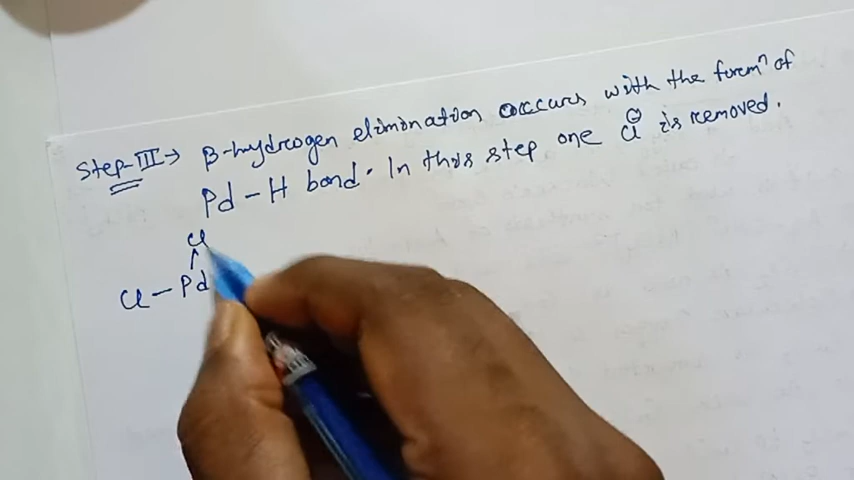 Step-III → β-hydrogen elimination occurs with the formⁿ of
Pd – H bond. In this step one Cl⊖ is removed.
Cl
Cl – Pd